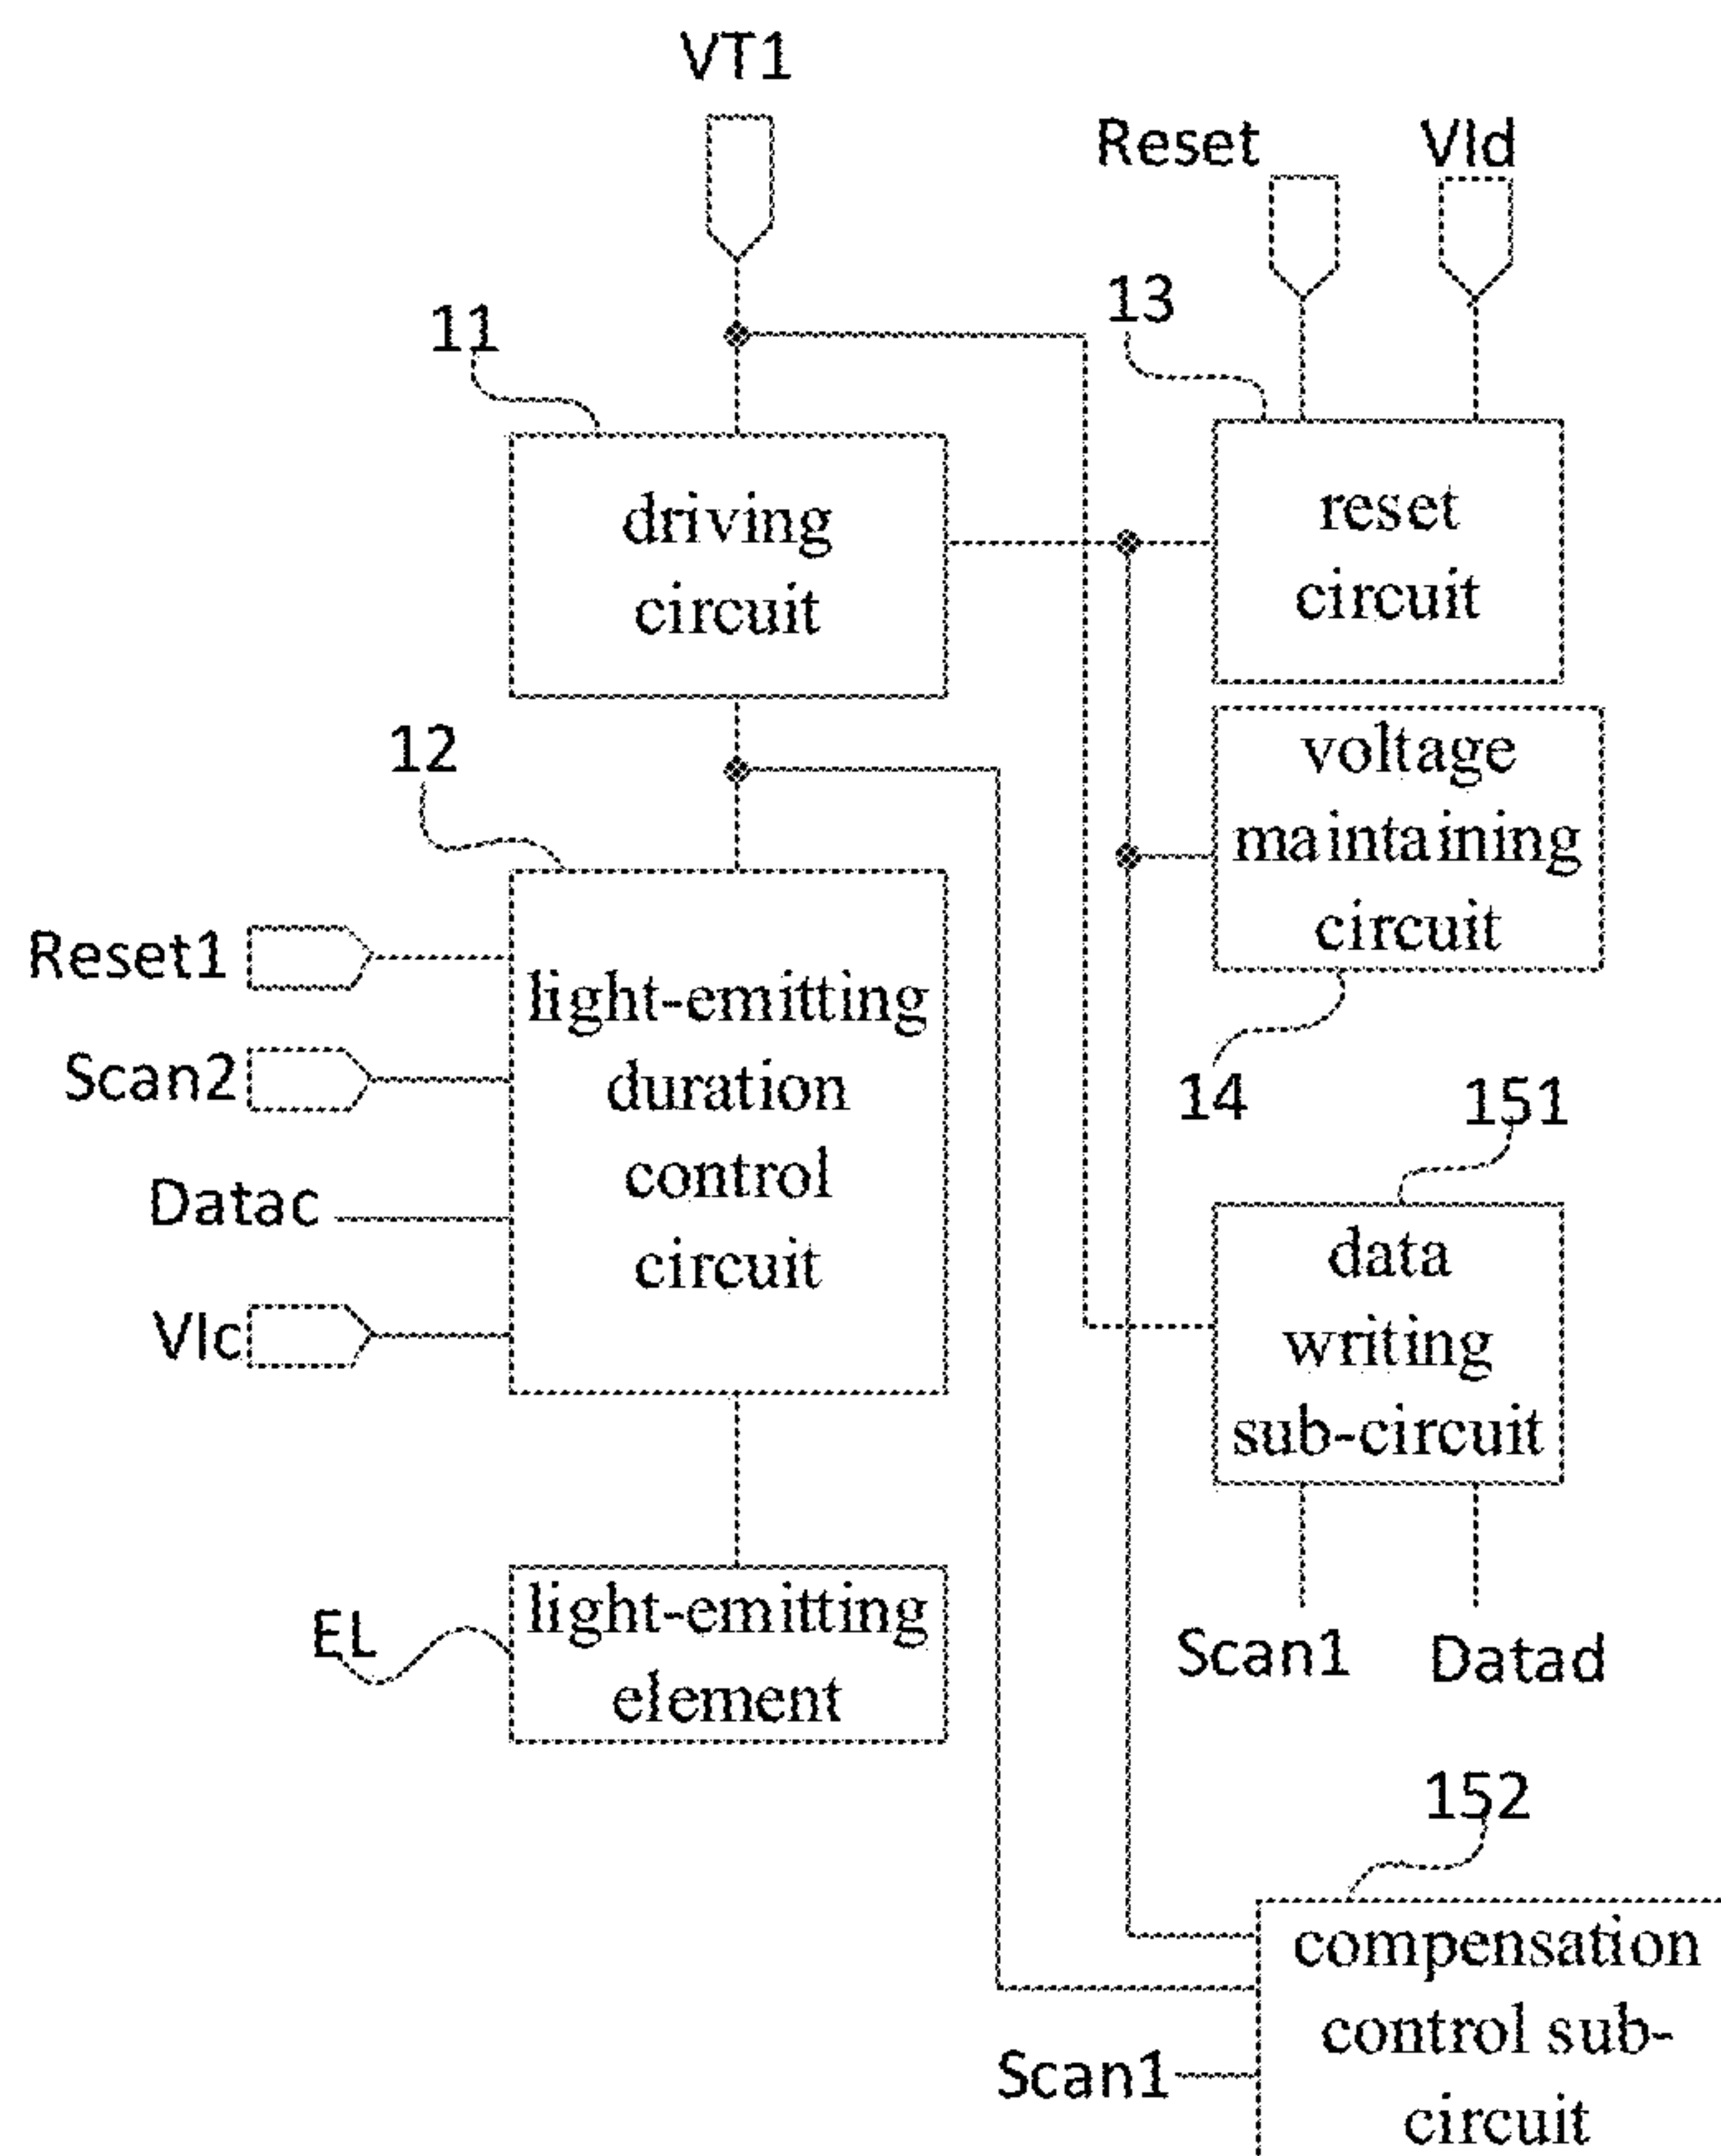 VT1
Reset
VId
11
13
driving
circuit
reset
circuit
12
voltage
maintaining
circuit
Reset1
Scan2
Datac
VIc
light-emitting
duration
control
circuit
14
151
data
writing
sub-circuit
EL
light-emitting
element
Scan1
Datad
152
compensation
control sub-
circuit
Scan1